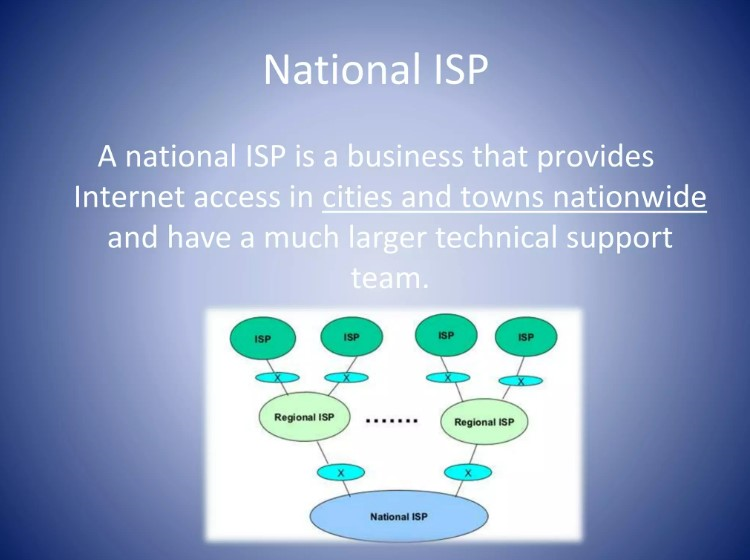 National ISP
A national ISP is a business that provides
Internet access in cities and towns nationwide
and have a much larger technical support
team.
ISP ISP ISP ISP
X X X X
Regional ISP ....... Regional ISP
X X
National ISP